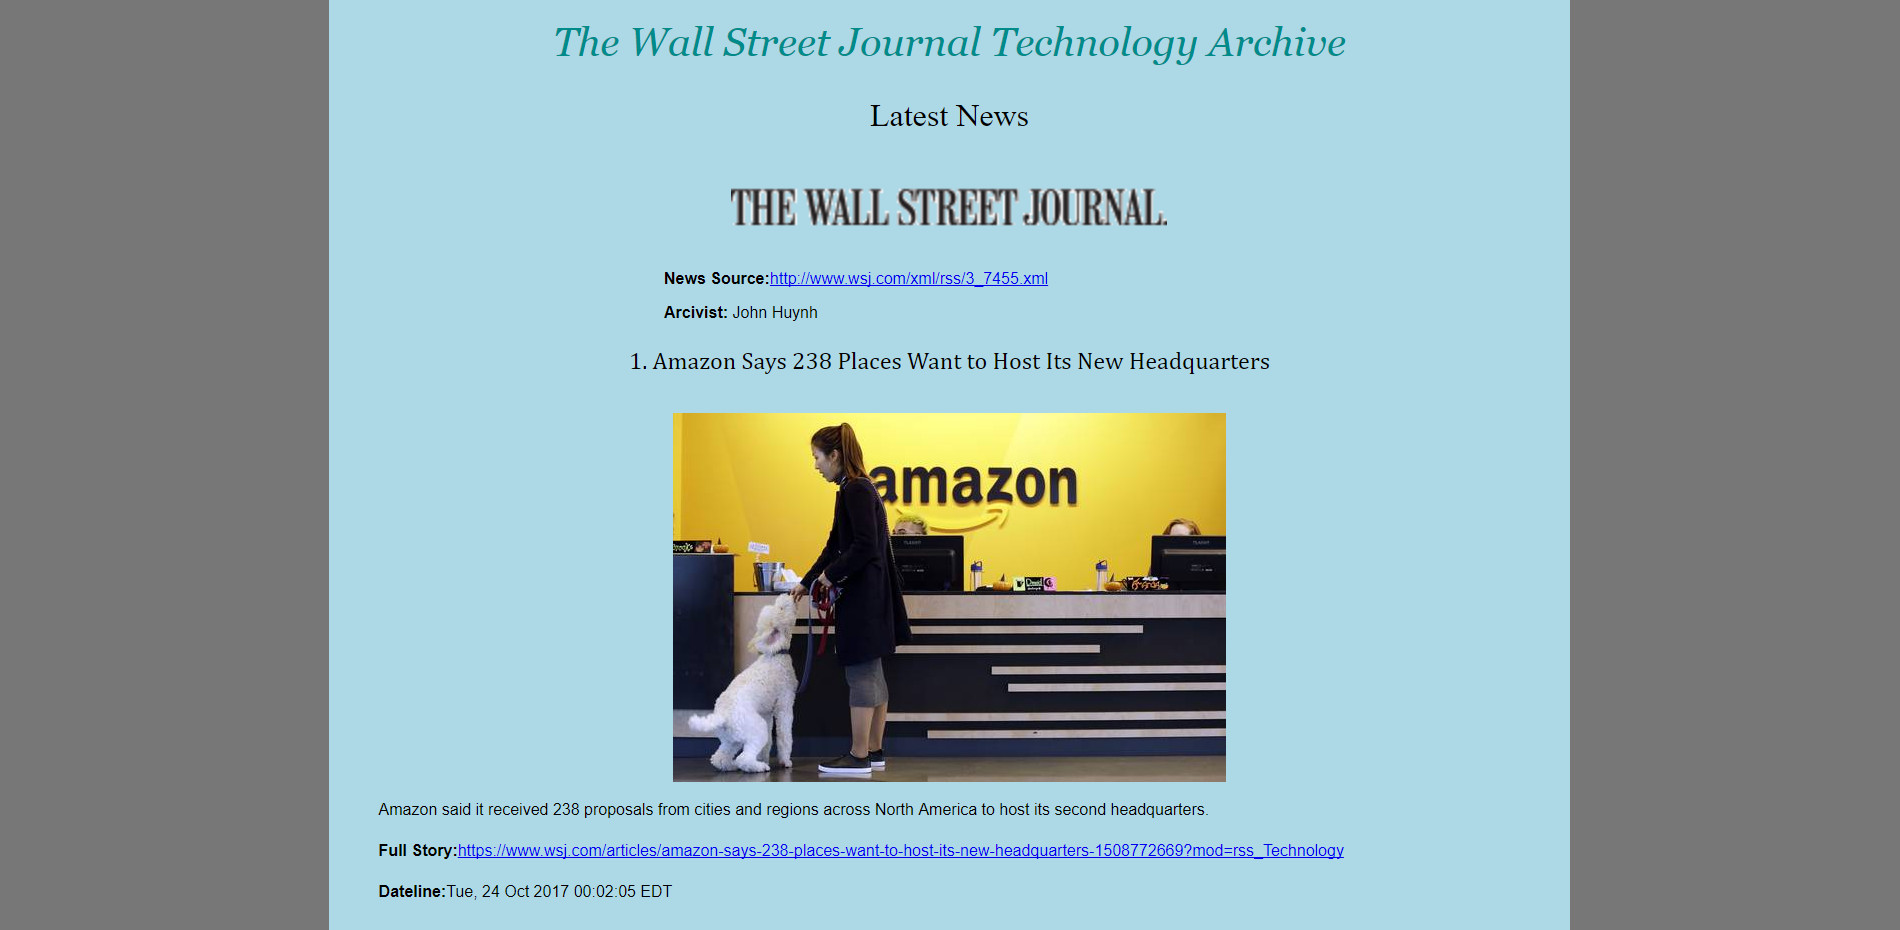 The Wall Street Journal Technology Archive
Latest News
THE WALL STREET JOURNAL.
News Source:http://www.wsj.com/xml/rss/3_7455.xml
Arcivist: John Huynh
1. Amazon Says 238 Places Want to Host Its New Headquarters
amazon
Amazon said it received 238 proposals from cities and regions across North America to host its second headquarters.
Full Story:https://www.wsj.com/articles/amazon-says-238-places-want-to-host-its-new-headquarters-1508772669?mod=rss_Technology
Dateline:Tue, 24 Oct 2017 00:02:05 EDT